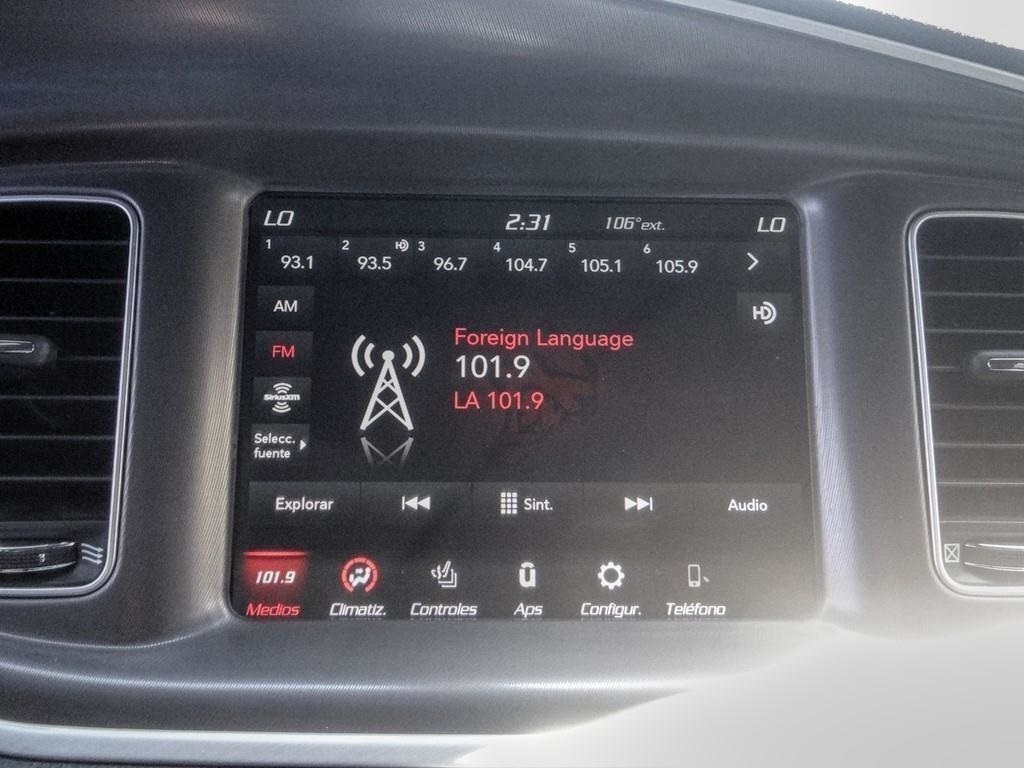 LO 2:31 106°ext. LO
1 2 3 4 5 6
93.1 93.5 96.7 104.7 105.1 105.9
AM
FM
SiriusXM
Selecc.
fuente
HD
Foreign Language
101.9
LA 101.9
Explorar Sint. Audio
101.9
Medios Climatiz. Controles Aps Configur. Teléfono